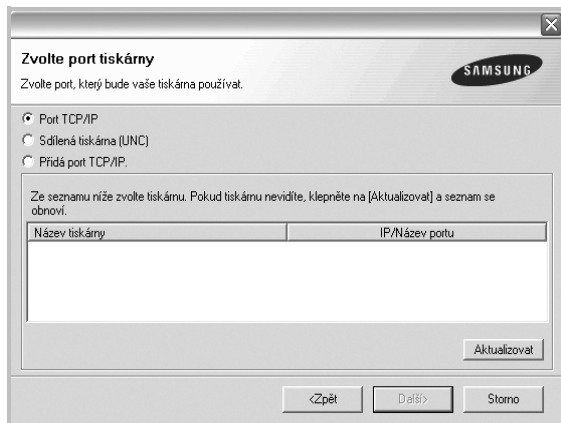 Zvolte port tiskárny
Zvolte port, který bude vaše tiskárna používat.
SAMSUNG
Port TCP/IP
Sdílená tiskárna (UNC)
Přidá port TCP/IP.
Ze seznamu níže zvolte tiskárnu. Pokud tiskárnu nevidíte, klepněte na [Aktualizovat] a seznam se
obnoví.
Název tiskárny IP/Název portu
Aktualizovat
<Zpět Další> Storno